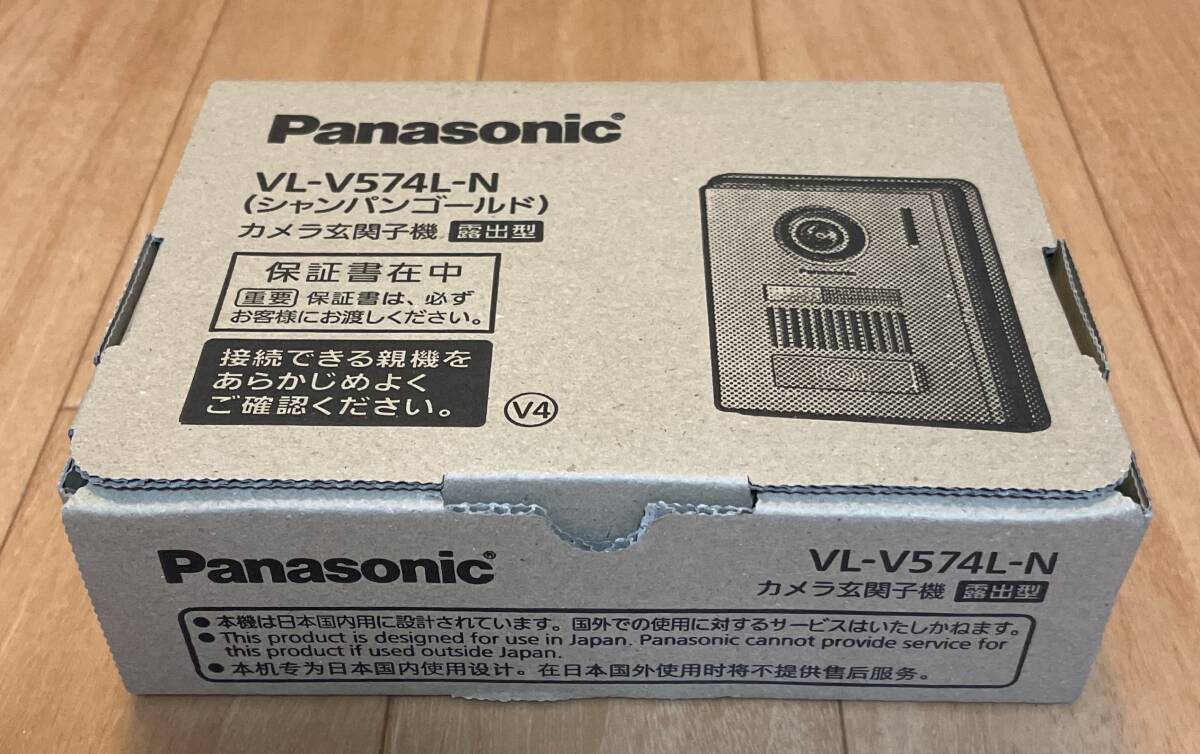 Panasonic®
VL-V574L-N
(シャンパンゴールド)
カメラ玄関子機 露出型
保証書在中
重要 保証書は、必ず
お客様にお渡しください。
接続できる親機を
あらかじめよく
ご確認ください。
V4
Panasonic®
VL-V574L-N
カメラ玄関子機 露出型
● 本機は日本国内用に設計されています。国外での使用に対するサービスはいたしかねます。
● This product is designed for use in Japan. Panasonic cannot provide service for
this product if used outside Japan.
● 本机专为日本国内使用设计。在日本国外使用时将不提供售后服务。